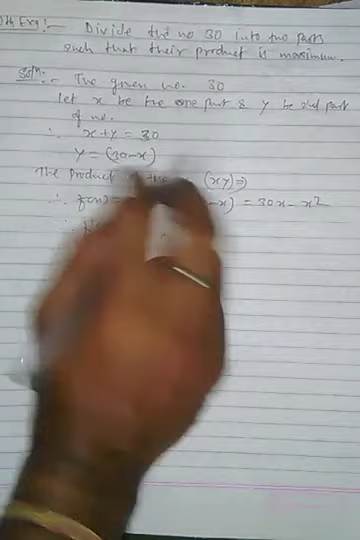 Divide the no 30 into two parts
such that their product is maximum.
Soln:- The given no. 30
let x be the one part & y be 2nd part
of no.
∴ x+y = 30
y = (30-x)
The Product (xy) ⇒
∴ f(x) = -x) = 30x - x²
∴